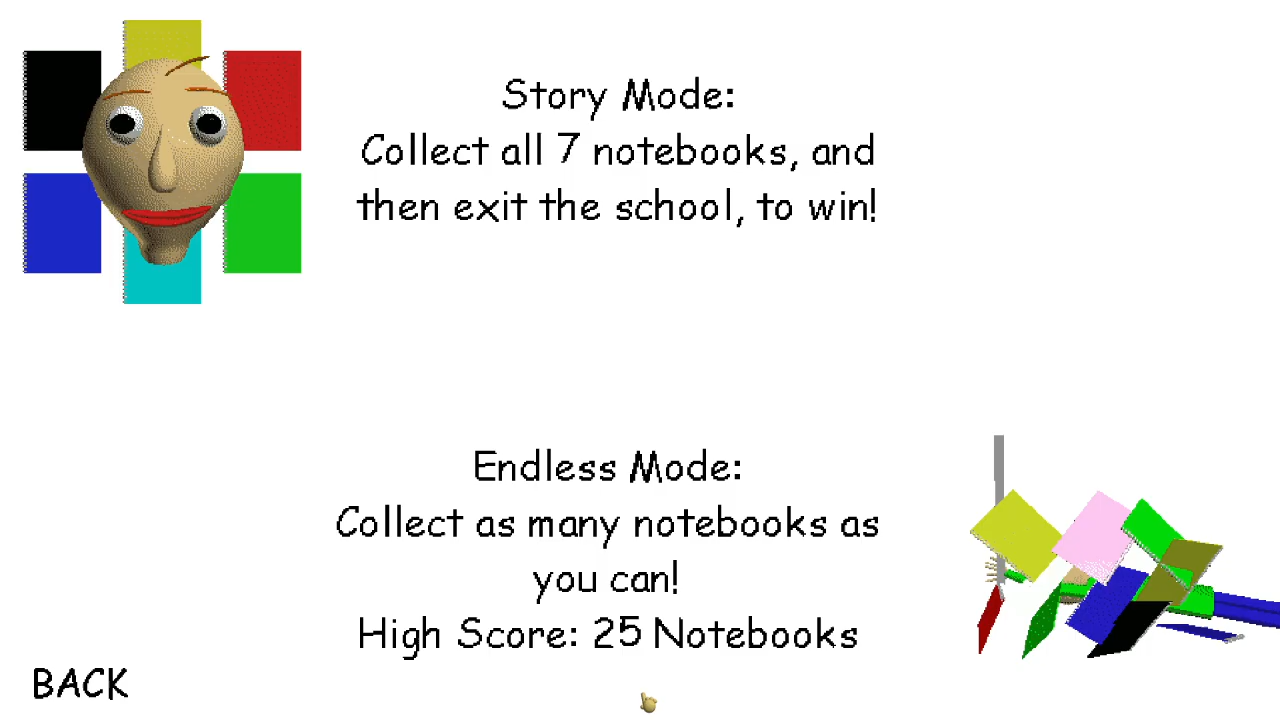 Story Mode:
Collect all 7 notebooks, and
then exit the school, to win!
Endless Mode:
Collect as many notebooks as
you can!
High Score: 25 Notebooks
BACK